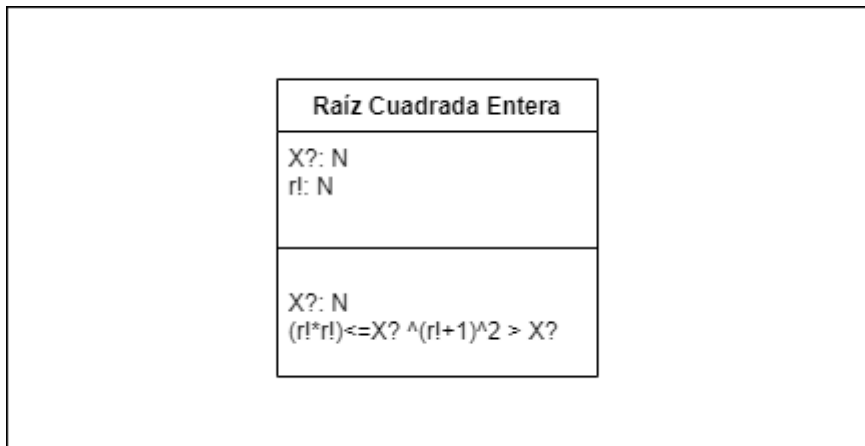 Raíz Cuadrada Entera
X?: N
r!: N
X?: N
(r!*r!)<=X? ^(r!+1)^2 > X?